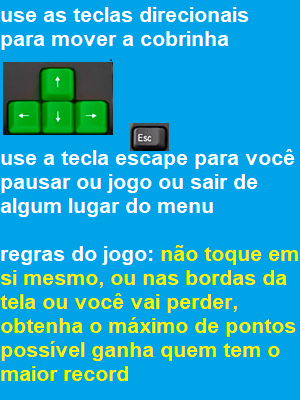 use as teclas direcionais
para mover a cobrinha
↑
← ↓ →
Esc
use a tecla escape para você
pausar ou jogo ou sair de
algum lugar do menu
regras do jogo: não toque em
si mesmo, ou nas bordas da
tela ou você vai perder,
obtenha o máximo de pontos
possível ganha quem tem o
maior record